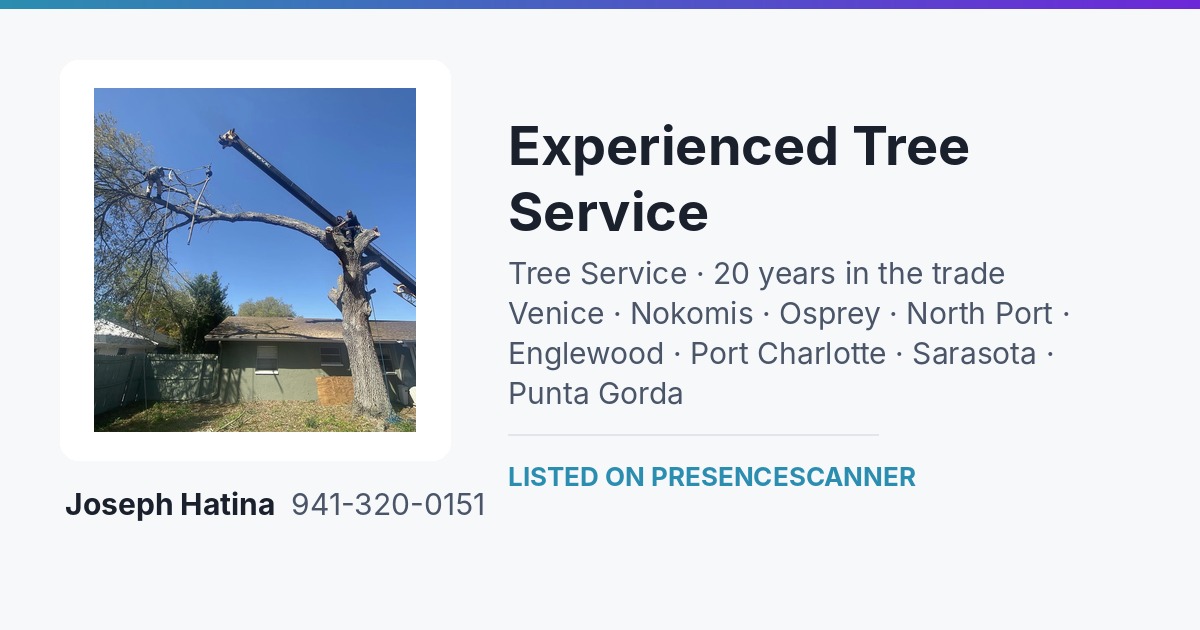 Experienced Tree
Service
Tree Service · 20 years in the trade
Venice · Nokomis · Osprey · North Port ·
Englewood · Port Charlotte · Sarasota ·
Punta Gorda
LISTED ON PRESENCESCANNER
Joseph Hatina 941-320-0151